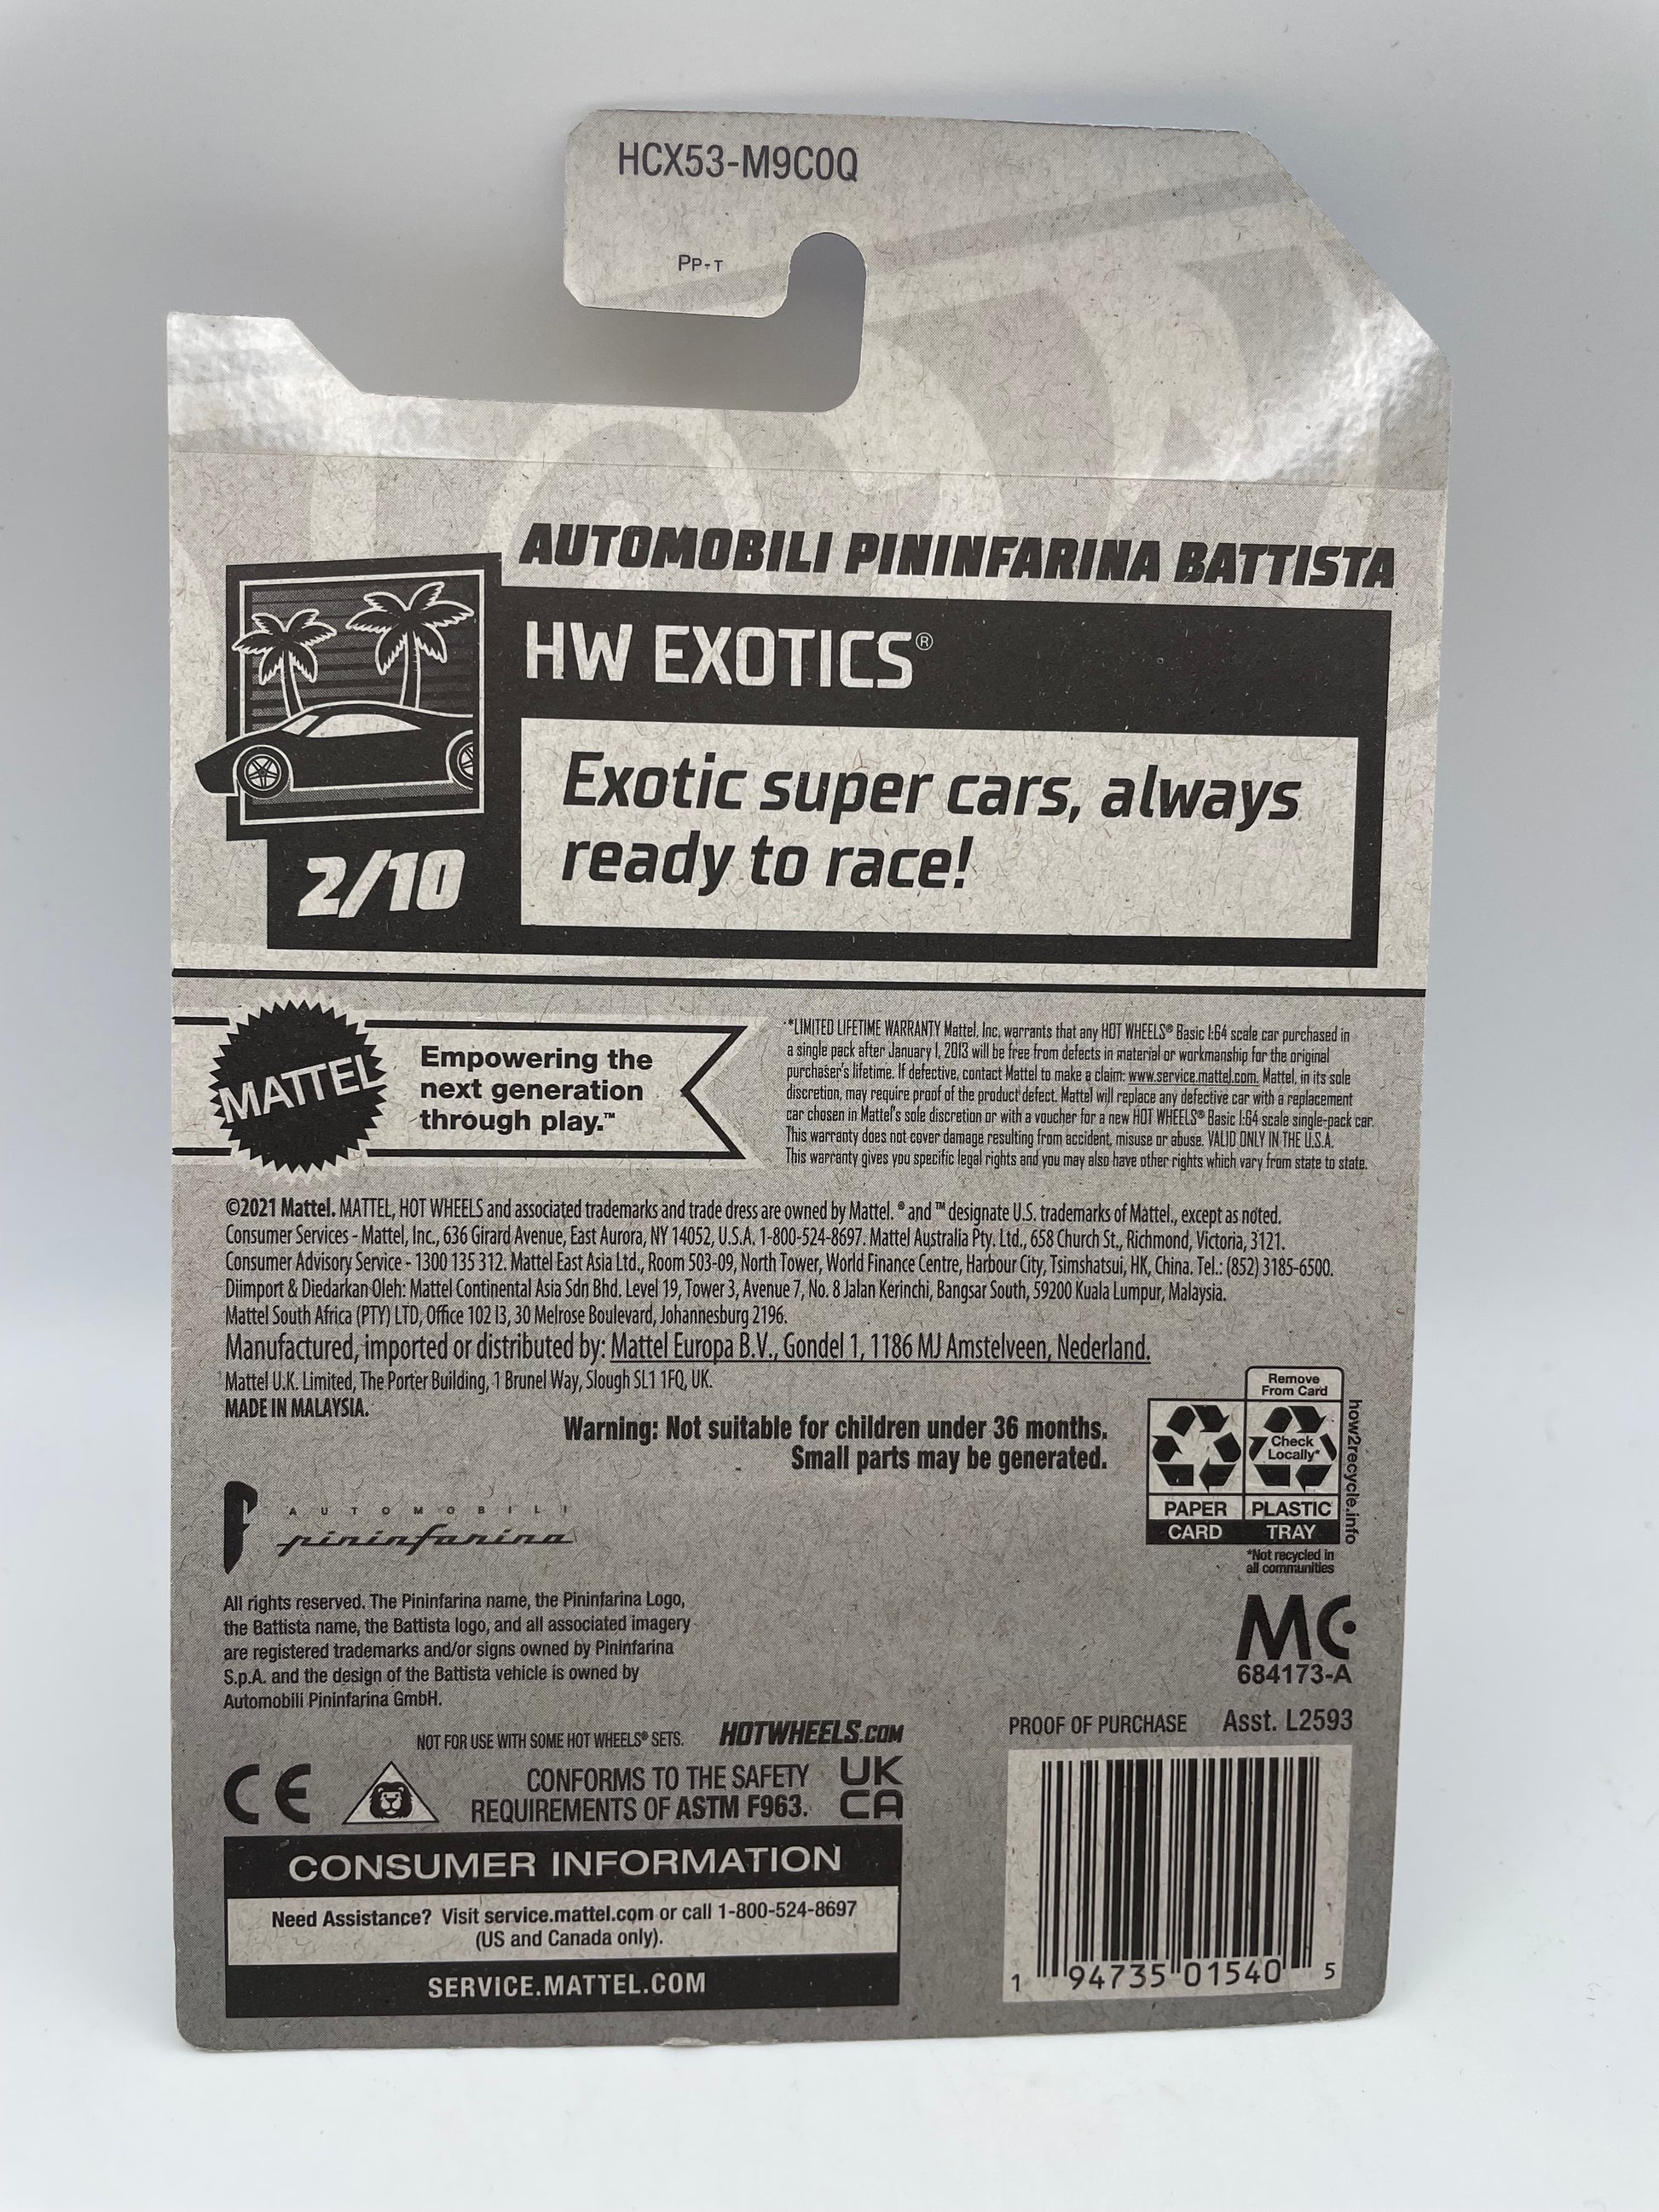 HCX53-M9C0Q
PP-T
AUTOMOBILI PININFARINA BATTISTA
HW EXOTICS®
Exotic super cars, always
ready to race!
2/10
MATTEL
Empowering the
next generation
through play.™
*LIMITED LIFETIME WARRANTY Mattel, Inc, warrants that any HOT WHEELS® Basic 1:64 scale car purchased in
a single pack after January 1, 2013 will be free from defects in material or workmanship for the original
purchaser's lifetime. If defective, contact Mattel to make a claim: www.service.mattel.com. Mattel, in its sole
discretion, may require proof of the product defect. Mattel will replace any defective car with a replacement
car chosen in Mattel's sole discretion or with a voucher for a new HOT WHEELS® Basic 1:64 scale single-pack car.
This warranty does not cover damage resulting from accident, misuse or abuse. VALID ONLY IN THE U.S.A.
This warranty gives you specific legal rights and you may also have other rights which vary from state to state.
©2021 Mattel. MATTEL, HOT WHEELS and associated trademarks and trade dress are owned by Mattel. ® and ™ designate U.S. trademarks of Mattel., except as noted.
Consumer Services - Mattel, Inc., 636 Girard Avenue, East Aurora, NY 14052, U.S.A. 1-800-524-8697. Mattel Australia Pty. Ltd., 658 Church St., Richmond, Victoria, 3121.
Consumer Advisory Service - 1300 135 312. Mattel East Asia Ltd., Room 503-09, North Tower, World Finance Centre, Harbour City, Tsimshatsui, HK, China. Tel.: (852) 3185-6500.
Diimport & Diedarkan Oleh: Mattel Continental Asia Sdn Bhd. Level 19, Tower 3, Avenue 7, No. 8 Jalan Kerinchi, Bangsar South, 59200 Kuala Lumpur, Malaysia.
Mattel South Africa (PTY) LTD, Office 102 I3, 30 Melrose Boulevard, Johannesburg 2196.
Manufactured, imported or distributed by: Mattel Europa B.V., Gondel 1, 1186 MJ Amstelveen, Nederland.
Mattel U.K. Limited, The Porter Building, 1 Brunel Way, Slough SL1 1FQ, UK.
MADE IN MALAYSIA.
Warning: Not suitable for children under 36 months.
Small parts may be generated.
Remove
From Card
Check
Locally*
PAPER
PLASTIC
CARD
TRAY
how2recycle.info
*Not recycled in
all communities
AUTOMOBILI
pininfarina
All rights reserved. The Pininfarina name, the Pininfarina Logo,
the Battista name, the Battista logo, and all associated imagery
are registered trademarks and/or signs owned by Pininfarina
S.p.A. and the design of the Battista vehicle is owned by
Automobili Pininfarina GmbH.
MC
684173-A
NOT FOR USE WITH SOME HOT WHEELS® SETS.
HOTWHEELS.COM
PROOF OF PURCHASE Asst. L2593
CE
CONFORMS TO THE SAFETY
REQUIREMENTS OF ASTM F963.
UK
CA
CONSUMER INFORMATION
Need Assistance? Visit service.mattel.com or call 1-800-524-8697
(US and Canada only).
SERVICE.MATTEL.COM
1 94735 01540 5